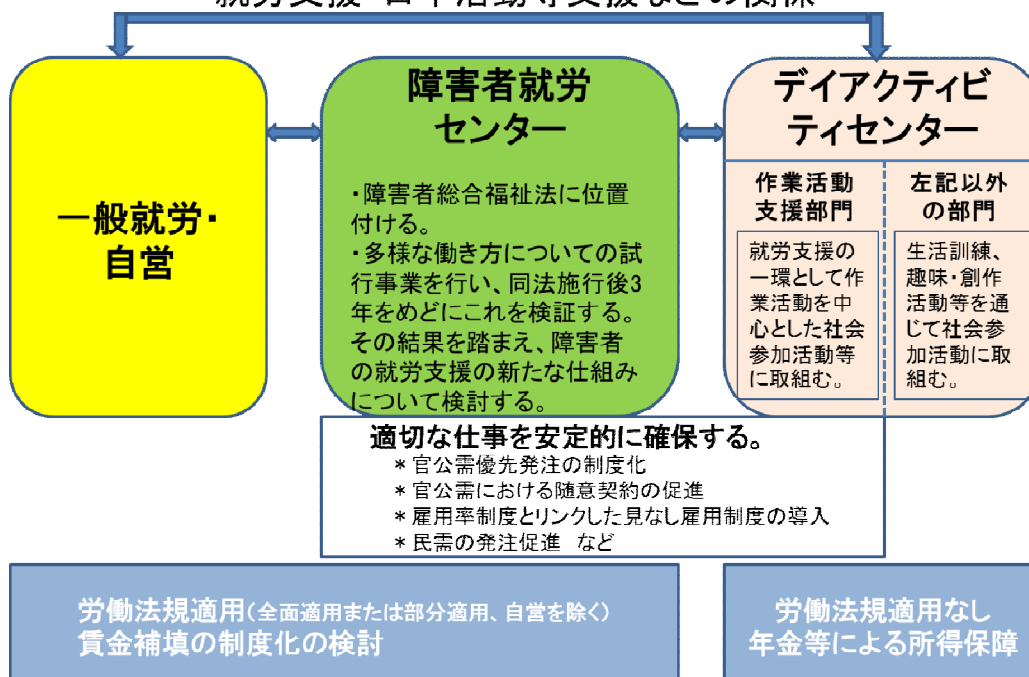 一般就労・
自営
障害者就労
センター
・障害者総合福祉法に位置
付ける。
・多様な働き方についての試
行事業を行い、同法施行後3
年をめどにこれを検証する。
その結果を踏まえ、障害者
の就労支援の新たな仕組み
について検討する。
デイアクティビ
ティセンター
作業活動
支援部門
就労支援の
一環として作
業活動を中
心とした社会
参加活動等
に取組む。
左記以外
の部門
生活訓練、
趣味・創作
活動等を通
じて社会参
加活動に取
組む。
適切な仕事を安定的に確保する。
＊官公需優先発注の制度化
＊官公需における随意契約の促進
＊雇用率制度とリンクした見なし雇用制度の導入
＊民需の発注促進 など
労働法規適用(全面適用または部分適用、自営を除く)
賃金補填の制度化の検討
労働法規適用なし
年金等による所得保障